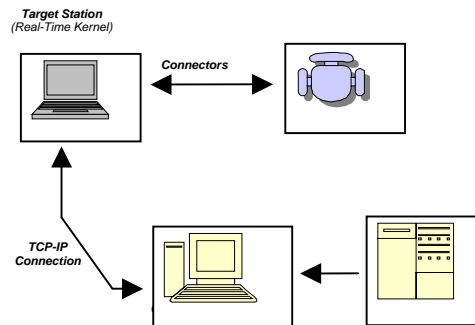 Target Station
(Real-Time Kernel)
Connectors
TCP-IP
Connection